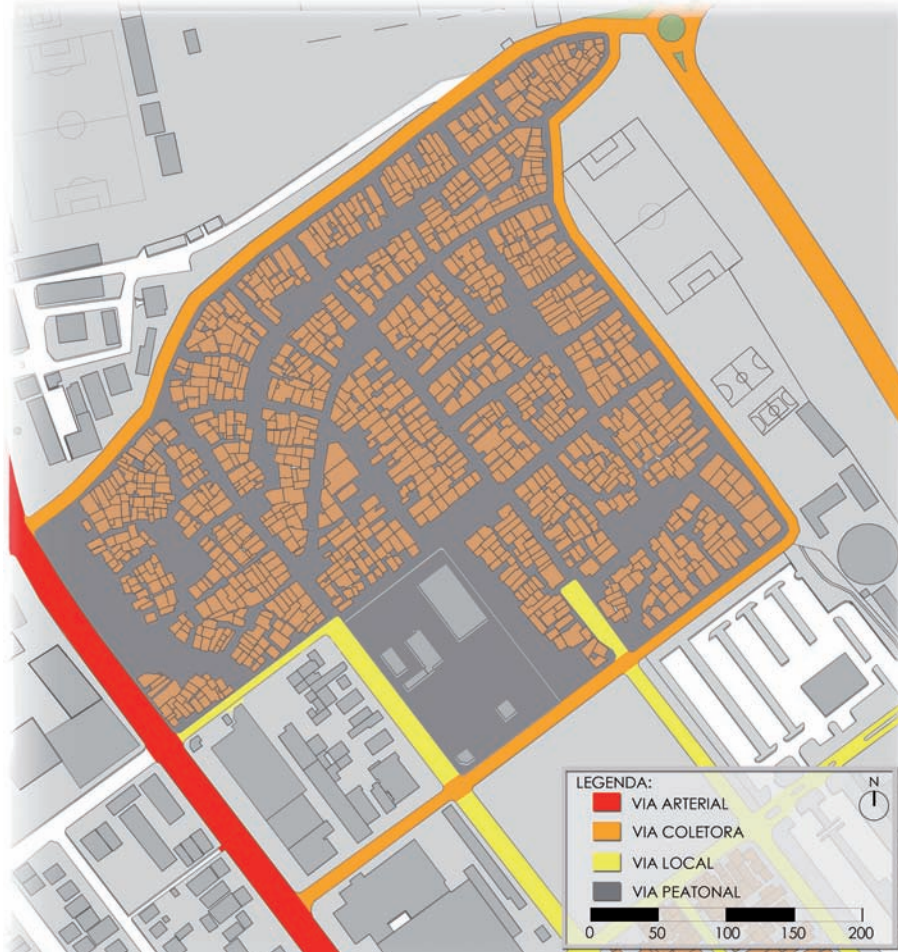 LEGENDA:
N
VIA ARTERIAL
VIA COLETORA
VIA LOCAL
VIA PEATONAL
0 50 100 150 200